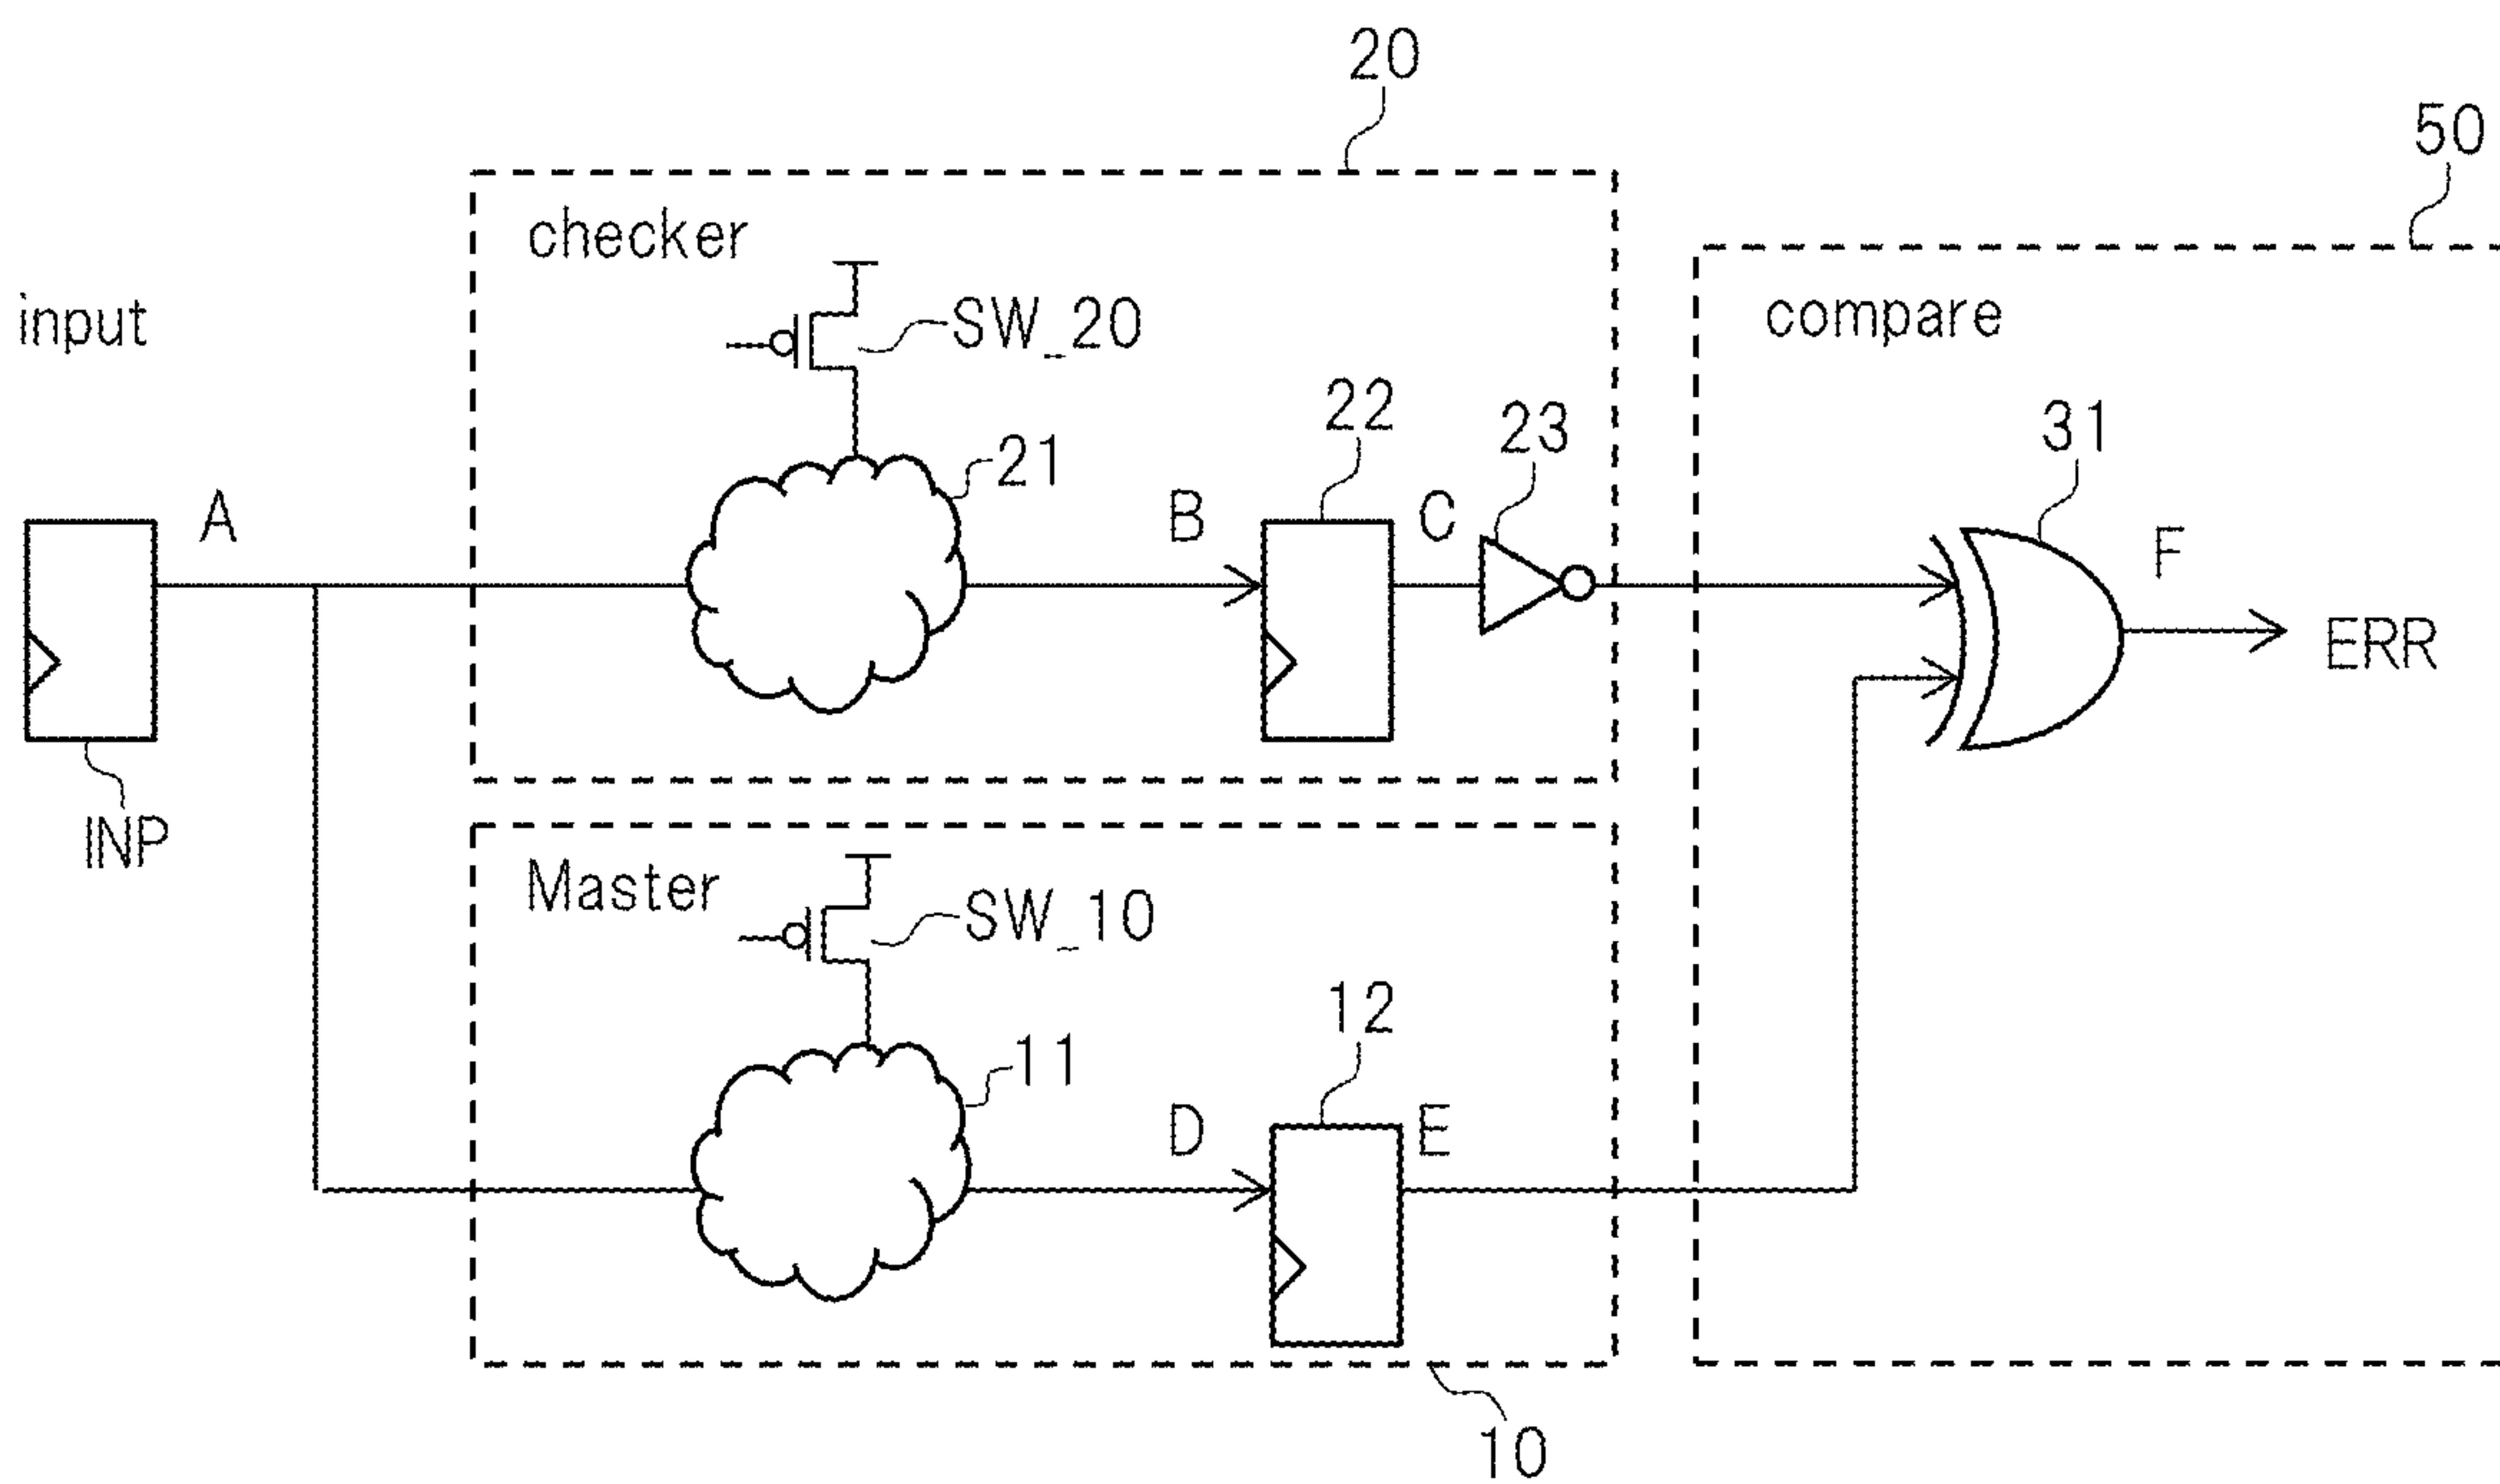 20
50
checker
input
SW_20
compare
21
22
23
31
A
B
C
F
ERR
INP
Master
SW_10
11
12
D
E
10